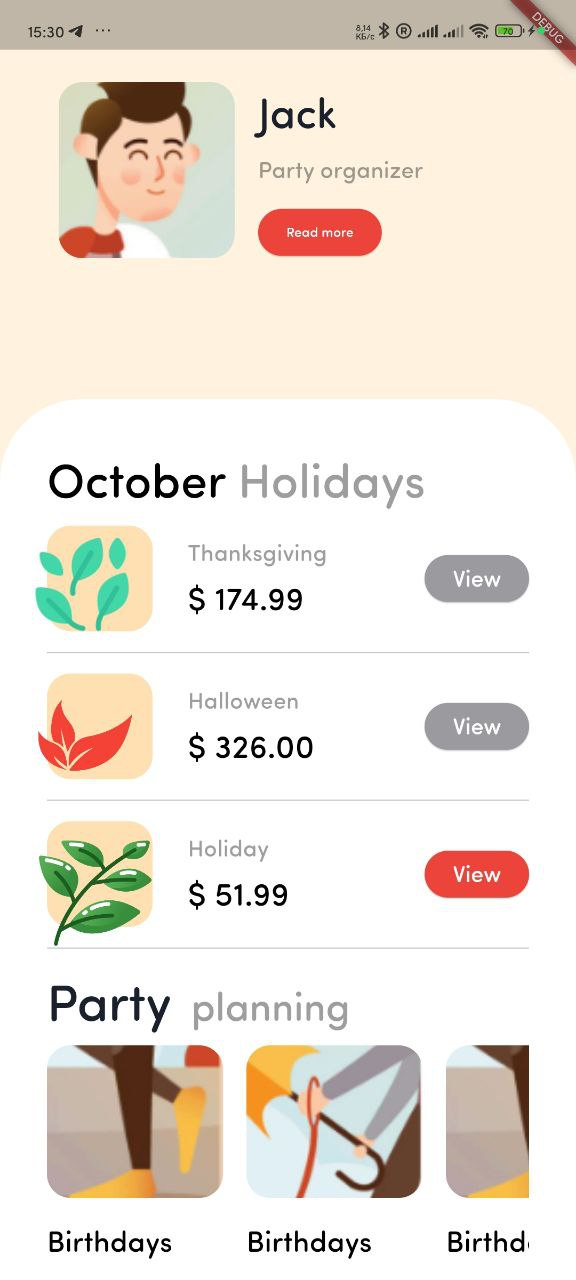 15:30 ...
8,14
КБ/с R 70
DEBUG
Jack
Party organizer
Read more
October Holidays
Thanksgiving
$ 174.99
View
Halloween
$ 326.00
View
Holiday
$ 51.99
View
Party planning
Birthdays Birthdays Birthd